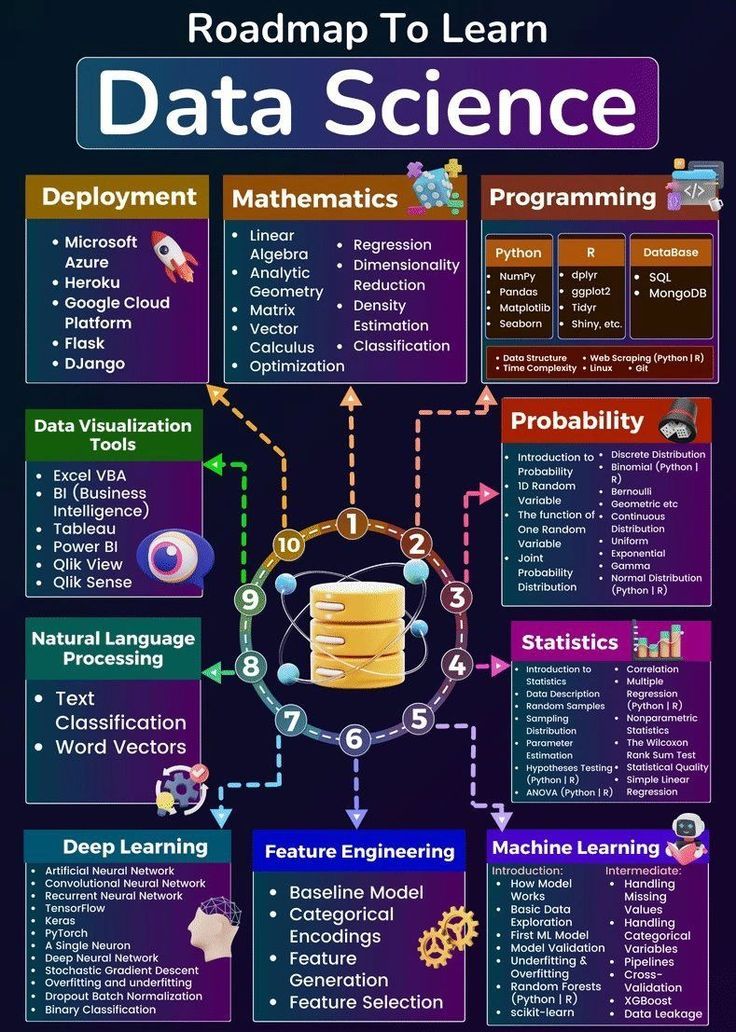 Roadmap To Learn
Data Science
Deployment
• Microsoft
Azure
• Heroku
• Google Cloud
Platform
• Flask
• DJango
Mathematics
• Linear
Algebra
• Analytic
Geometry
• Matrix
• Vector
Calculus
• Optimization
• Regression
• Dimensionality
Reduction
• Density
Estimation
• Classification
Programming
</>
Python
• NumPy
• Pandas
• Matplotlib
• Seaborn
R
• dplyr
• ggplot2
• Tidyr
• Shiny, etc.
DataBase
• SQL
• MongoDB
• Data Structure • Web Scraping (Python | R)
• Time Complexity • Linux • Git
Data Visualization
Tools
• Excel VBA
• BI (Business
Intelligence)
• Tableau
• Power BI
• Qlik View
• Qlik Sense
Probability
• Introduction to
Probability
• 1D Random
Variable
• The function of
One Random
Variable
• Joint
Probability
Distribution
• Discrete Distribution
• Binomial (Python |
R)
• Bernoulli
• Geometric etc
• Continuous
Distribution
• Uniform
• Exponential
• Gamma
• Normal Distribution
(Python | R)
1
2
3
4
5
6
7
8
9
10
Natural Language
Processing
• Text
Classification
• Word Vectors
Statistics
• Introduction to
Statistics
• Data Description
• Random Samples
• Sampling
Distribution
• Parameter
Estimation
• Hypotheses Testing
(Python | R)
• ANOVA (Python | R)
• Correlation
• Multiple
Regression
(Python | R)
• Nonparametric
Statistics
• The Wilcoxon
Rank Sum Test
• Statistical Quality
• Simple Linear
Regression
Deep Learning
• Artificial Neural Network
• Convolutional Neural Network
• Recurrent Neural Network
• TensorFlow
• Keras
• PyTorch
• A Single Neuron
• Deep Neural Network
• Stochastic Gradient Descent
• Overfitting and underfitting
• Dropout Batch Normalization
• Binary Classification
Feature Engineering
• Baseline Model
• Categorical
Encodings
• Feature
Generation
• Feature Selection
Machine Learning
Introduction:
• How Model
Works
• Basic Data
Exploration
• First ML Model
• Model Validation
• Underfitting &
Overfitting
• Random Forests
(Python | R)
• scikit-learn
Intermediate:
• Handling
Missing
Values
• Handling
Categorical
Variables
• Pipelines
• Cross-
Validation
• XGBoost
• Data Leakage